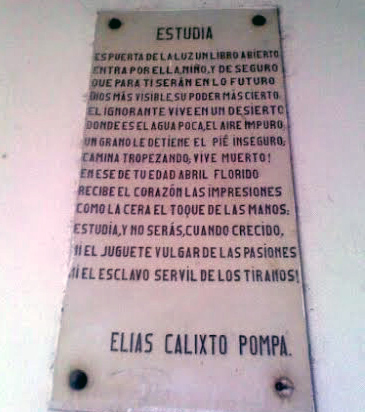 ESTUDIA
ES PUERTA DE LA LUZ UN LIBRO ABIERTO
ENTRA POR ELLA, NIÑO, Y DE SEGURO
QUE PARA TI SERÁN EN LO FUTURO
DIOS MÁS VISIBLE, SU PODER MÁS CIERTO.
EL IGNORANTE VIVE EN UN DESIERTO
DONDE ES EL AGUA POCA, EL AIRE IMPURO
UN GRANO LE DETIENE EL PIÉ INSEGURO;
CAMINA TROPEZANDO; VIVE MUERTO!
EN ESE DE TU EDAD ABRIL FLORIDO
RECIBE EL CORAZÓN LAS IMPRESIONES
COMO LA CERA EL TOQUE DE LAS MANOS:
ESTUDIA, Y NO SERÁS, CUANDO CRECIDO,
NI EL JUGUETE VULGAR DE LAS PASIONES
NI EL ESCLAVO SERVIL DE LOS TIRANOS!
ELIAS CALIXTO POMPA.